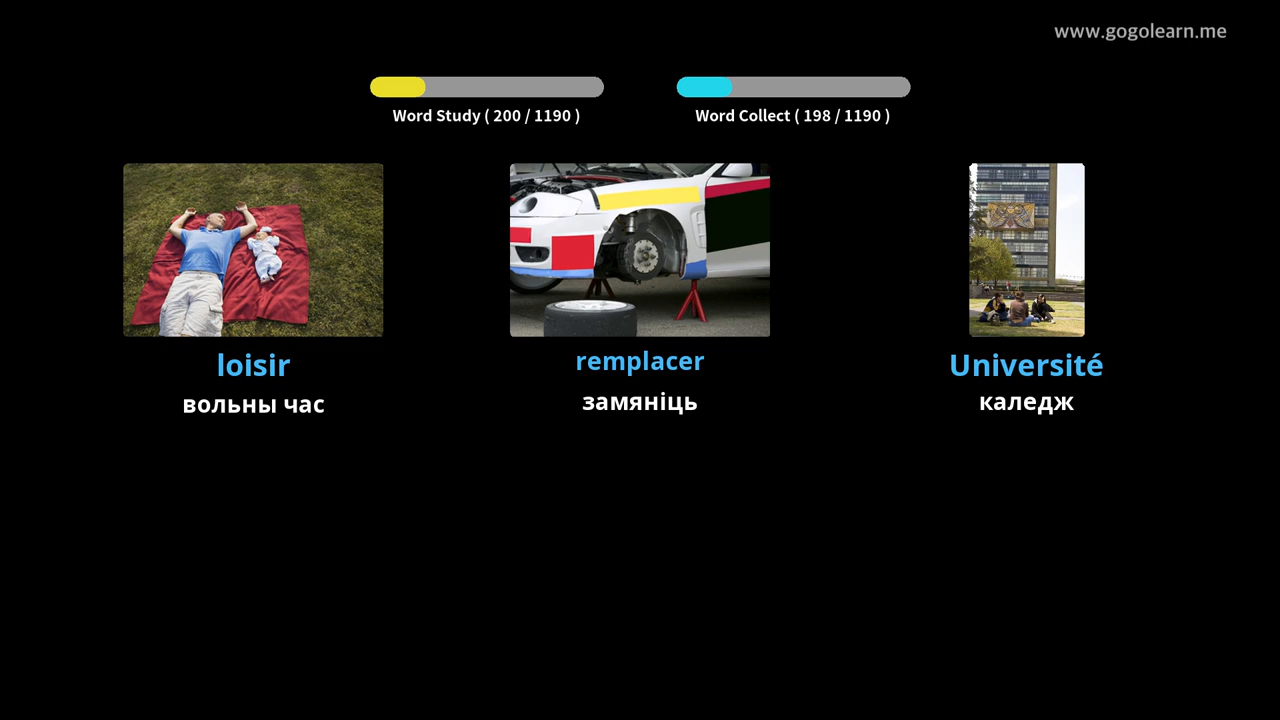 www.gogolearn.me
Word Study ( 200 / 1190 )
Word Collect ( 198 / 1190 )
loisir
remplacer
Université
вольны час
замяніць
каледж